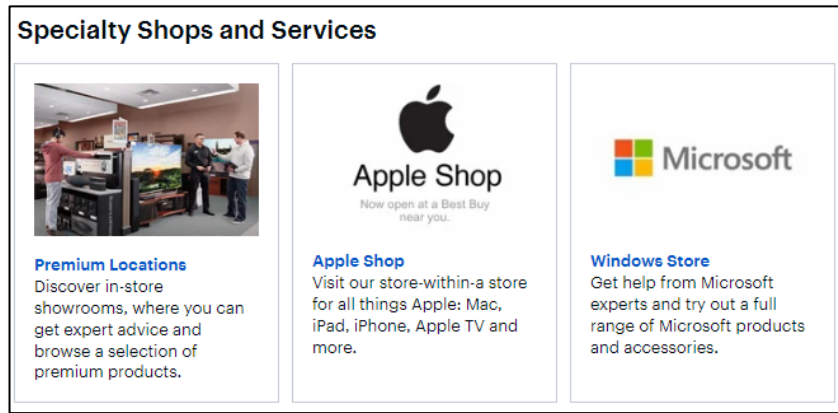 Specialty Shops and Services
Premium Locations
Discover in-store
showrooms, where you can
get expert advice and
browse a selection of
premium products.
Apple Shop
Now open at a Best Buy
near you.
Apple Shop
Visit our store-within-a store
for all things Apple: Mac,
iPad, iPhone, Apple TV and
more.
Microsoft
Windows Store
Get help from Microsoft
experts and try out a full
range of Microsoft products
and accessories.